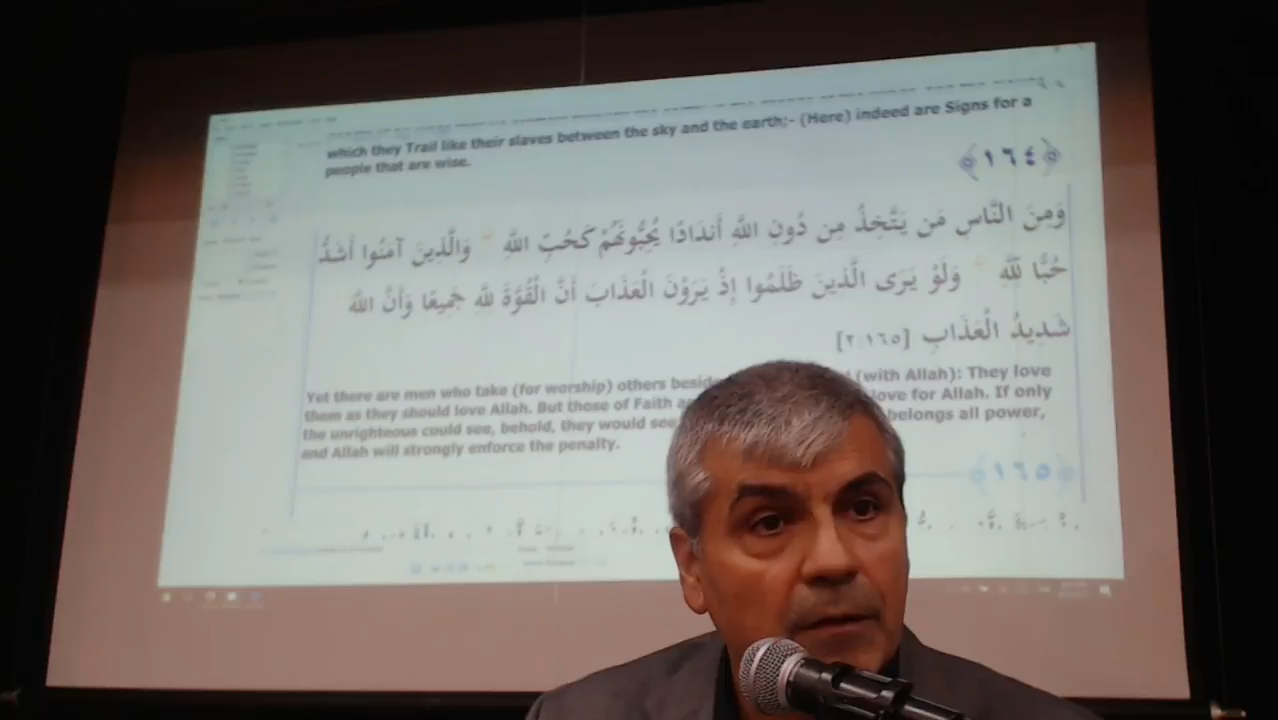 which they Trail like their slaves between the sky and the earth;- (Here) indeed are Signs for a
people that are wise.
﴿١٦٤﴾
وَمِنَ النَّاسِ مَن يَتَّخِذُ مِن دُونِ اللَّهِ أَندَادًا يُحِبُّونَهُمْ كَحُبِّ اللَّهِ وَالَّذِينَ آمَنُوا أَشَدُّ
حُبًّا لِّلَّهِ وَلَوْ يَرَى الَّذِينَ ظَلَمُوا إِذْ يَرَوْنَ الْعَذَابَ أَنَّ الْقُوَّةَ لِلَّهِ جَمِيعًا وَأَنَّ اللَّهَ
شَدِيدُ الْعَذَابِ [٢:١٦٥]
Yet there are men who take (for worship) others besid (with Allah): They love
them as they should love Allah. But those of Faith love for Allah. If only
the unrighteous could see, behold, they would see belongs all power,
and Allah will strongly enforce the penalty.
﴿١٦٥﴾